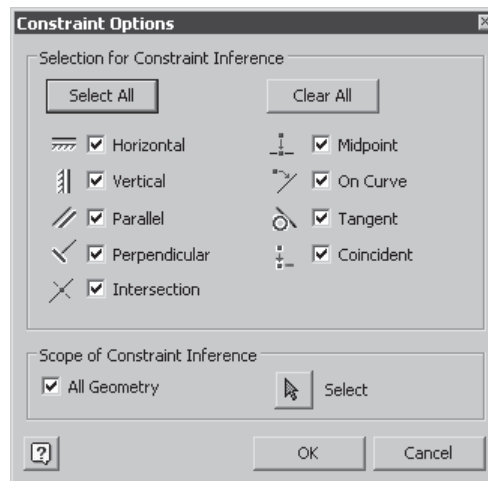 Constraint Options
Selection for Constraint Inference
Select All
Clear All
Horizontal
Midpoint
Vertical
On Curve
Parallel
Tangent
Perpendicular
Coincident
Intersection
Scope of Constraint Inference
All Geometry
Select
?
OK
Cancel